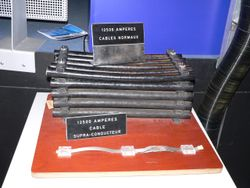 12500 AMPERES
CABLES NORMAUX
12500 AMPERES
CABLE
SUPRA-CONDUCTEUR